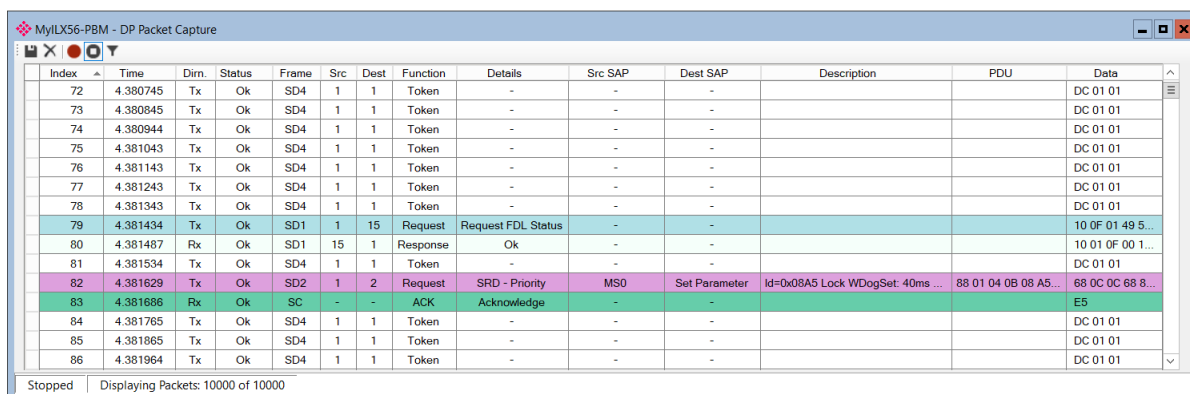 MyILX56-PBM - DP Packet Capture
Index Time Dirn. Status Frame Src Dest Function Details Src SAP Dest SAP Description PDU Data
72 4.380745 Tx Ok SD4 1 1 Token - - - DC 01 01
73 4.380845 Tx Ok SD4 1 1 Token - - - DC 01 01
74 4.380944 Tx Ok SD4 1 1 Token - - - DC 01 01
75 4.381043 Tx Ok SD4 1 1 Token - - - DC 01 01
76 4.381143 Tx Ok SD4 1 1 Token - - - DC 01 01
77 4.381243 Tx Ok SD4 1 1 Token - - - DC 01 01
78 4.381343 Tx Ok SD4 1 1 Token - - - DC 01 01
79 4.381434 Tx Ok SD1 1 15 Request Request FDL Status - - 10 0F 01 49 5...
80 4.381487 Rx Ok SD1 15 1 Response Ok - - 10 01 0F 00 1...
81 4.381534 Tx Ok SD4 1 1 Token - - - DC 01 01
82 4.381629 Tx Ok SD2 1 2 Request SRD - Priority MS0 Set Parameter Id=0x08A5 Lock WDogSet: 40ms ... 88 01 04 0B 08 A5... 68 0C 0C 68 8...
83 4.381686 Rx Ok SC - - ACK Acknowledge - - E5
84 4.381765 Tx Ok SD4 1 1 Token - - - DC 01 01
85 4.381865 Tx Ok SD4 1 1 Token - - - DC 01 01
86 4.381964 Tx Ok SD4 1 1 Token - - - DC 01 01
Stopped Displaying Packets: 10000 of 10000